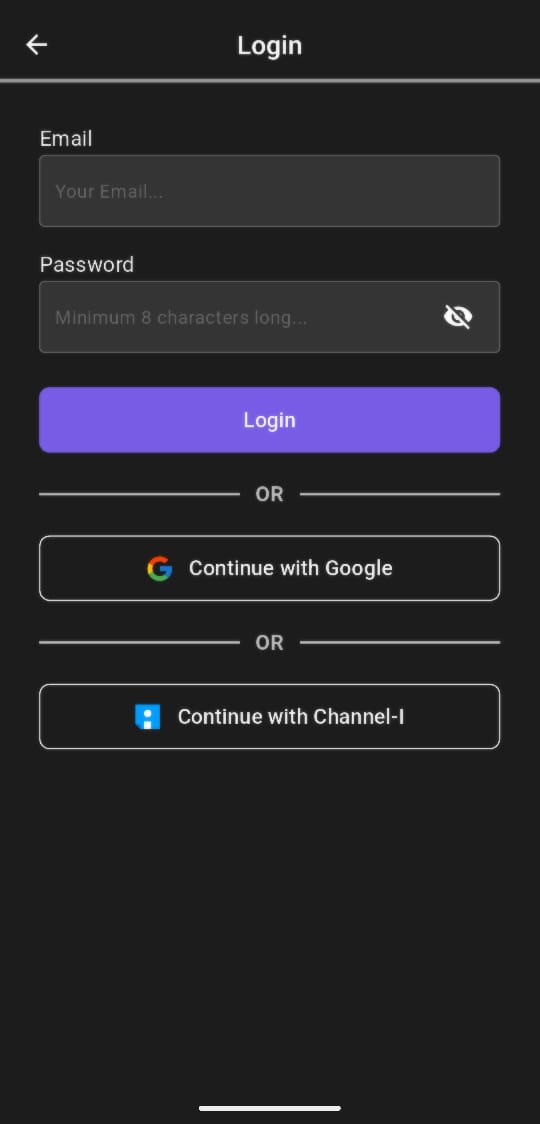 Login
Email
Your Email...
Password
Minimum 8 characters long...
Login
OR
Continue with Google
OR
Continue with Channel-I